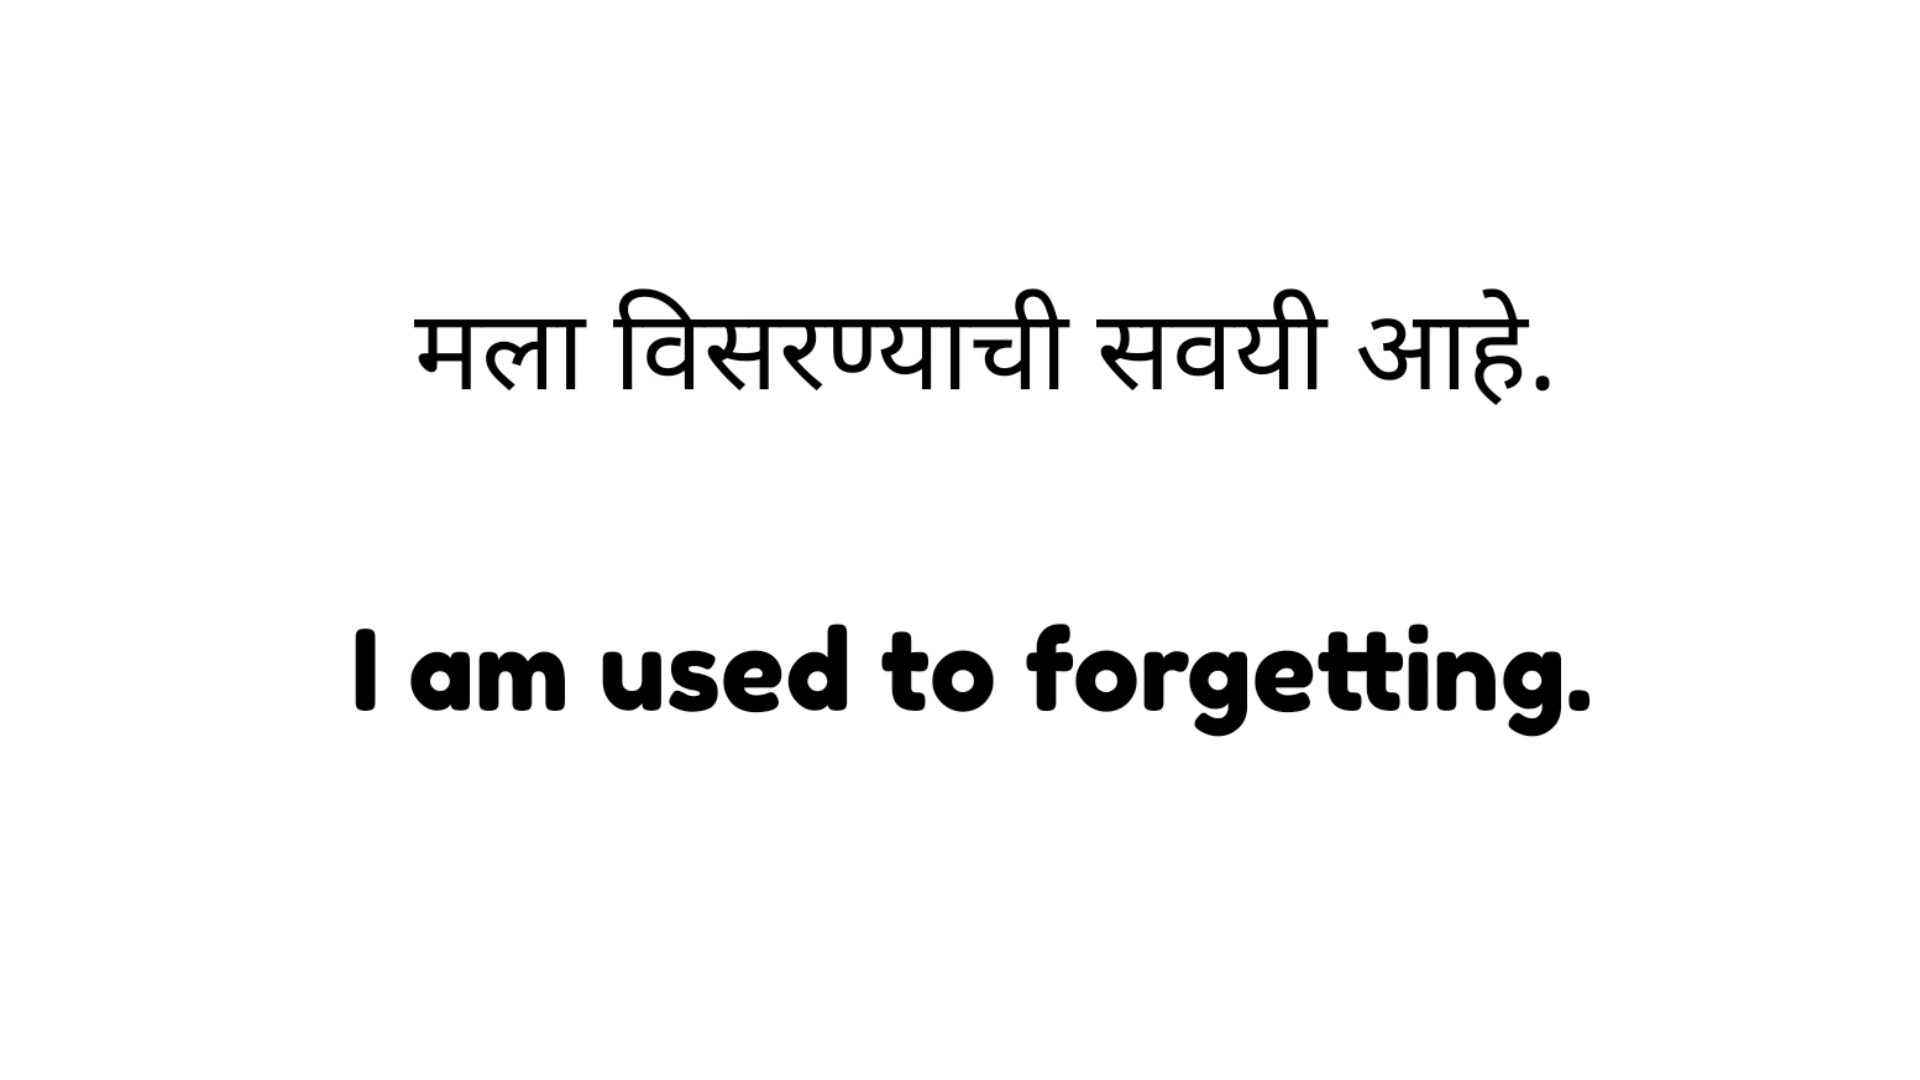 मला विसरण्याची सवयी आहे.
I am used to forgetting.